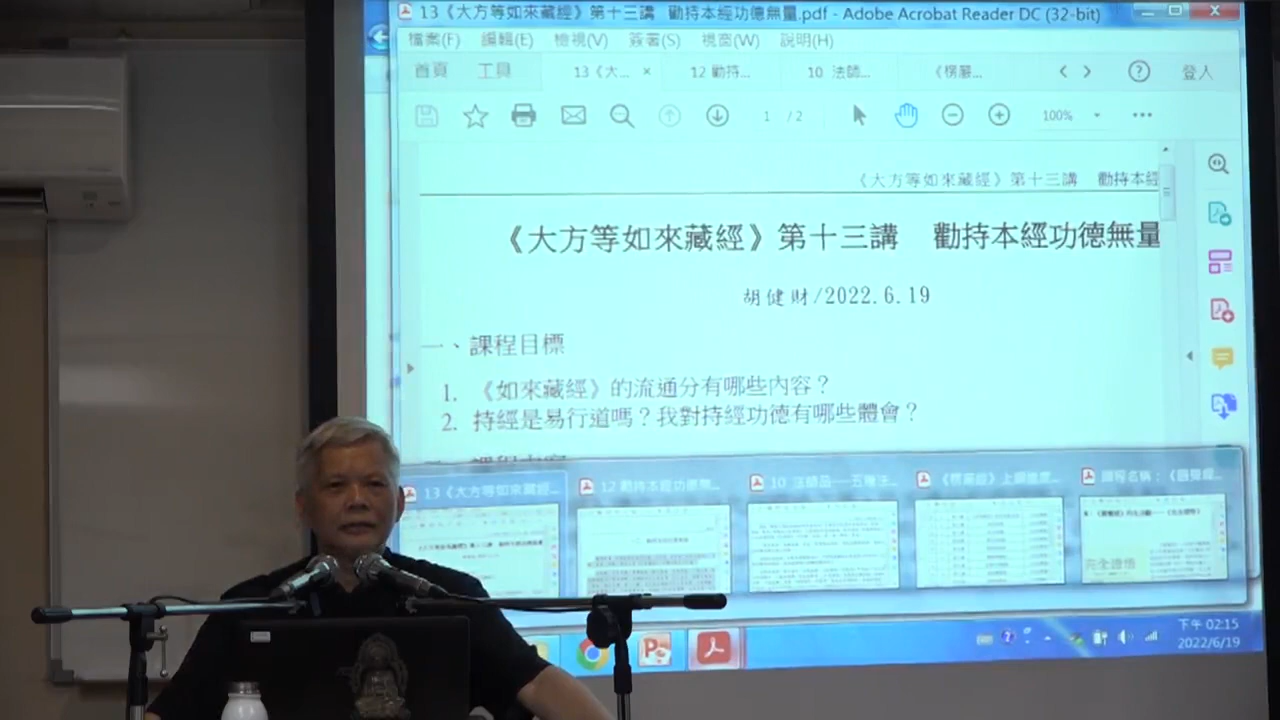 13《大方等如來藏經》第十三講 勸持本經功德無量.pdf - Adobe Acrobat Reader DC (32-bit)
檔案(F) 編輯(E) 檢視(V) 簽署(S) 視窗(W) 說明(H)
首頁 工具 13《大... × 12 勸持... 10 法師... 《楞嚴... 登入
1 / 2 100%
《大方等如來藏經》第十三講 勸持本經
《大方等如來藏經》第十三講 勸持本經功德無量
胡健財/2022.6.19
一、課程目標
1. 《如來藏經》的流通分有哪些內容？
2. 持經是易行道嗎？我對持經功德有哪些體會？
13《大方等如來藏經... 12 勸持本經功德無... 10 法師品
完全證悟
下午 02:15
2022/6/19